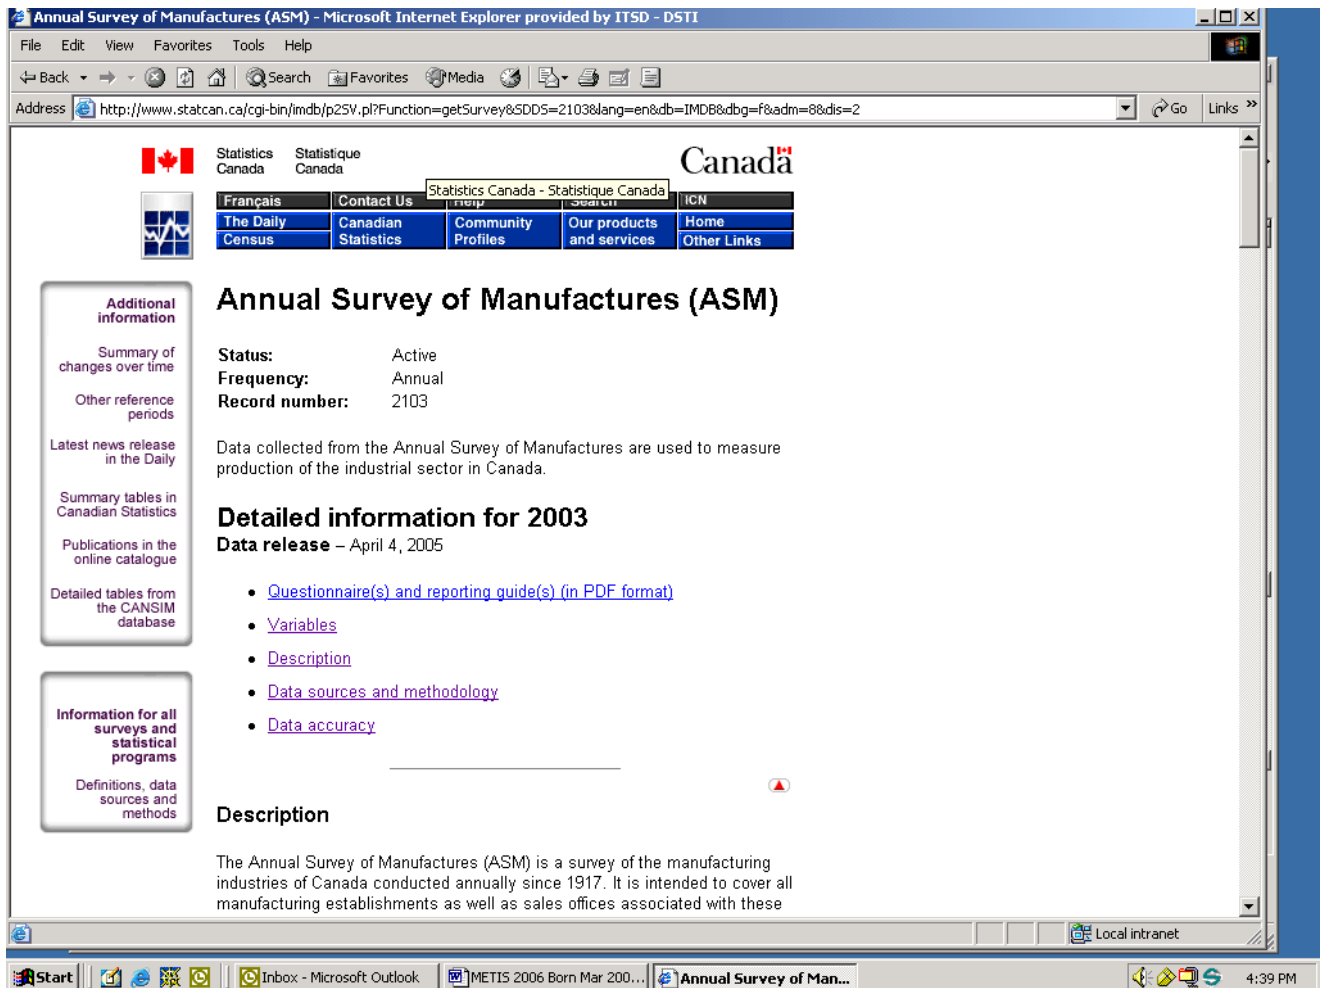 Annual Survey of Manufactures (ASM) - Microsoft Internet Explorer provided by ITSD - DSTI
File Edit View Favorites Tools Help
Back Search Favorites Media
Address http://www.statcan.ca/cgi-bin/imdb/p2SV.pl?Function=getSurvey&SDDS=2103&lang=en&db=IMDB&dbg=f&adm=8&dis=2 Go Links »
Statistics Statistique
Canada Canada
Canada
Statistics Canada - Statistique Canada
Français Contact Us Help Search ICN
The Daily Canadian Community Our products Home
Census Statistics Profiles and services Other Links
Additional
information
Summary of
changes over time
Other reference
periods
Latest news release
in the Daily
Summary tables in
Canadian Statistics
Publications in the
online catalogue
Detailed tables from
the CANSIM
database
Information for all
surveys and
statistical
programs
Definitions, data
sources and
methods
Annual Survey of Manufactures (ASM)
Status: Active
Frequency: Annual
Record number: 2103
Data collected from the Annual Survey of Manufactures are used to measure
production of the industrial sector in Canada.
Detailed information for 2003
Data release – April 4, 2005
• Questionnaire(s) and reporting guide(s) (in PDF format)
• Variables
• Description
• Data sources and methodology
• Data accuracy
Description
The Annual Survey of Manufactures (ASM) is a survey of the manufacturing
industries of Canada conducted annually since 1917. It is intended to cover all
manufacturing establishments as well as sales offices associated with these
Local intranet
Start Inbox - Microsoft Outlook METIS 2006 Born Mar 200... Annual Survey of Man... 4:39 PM